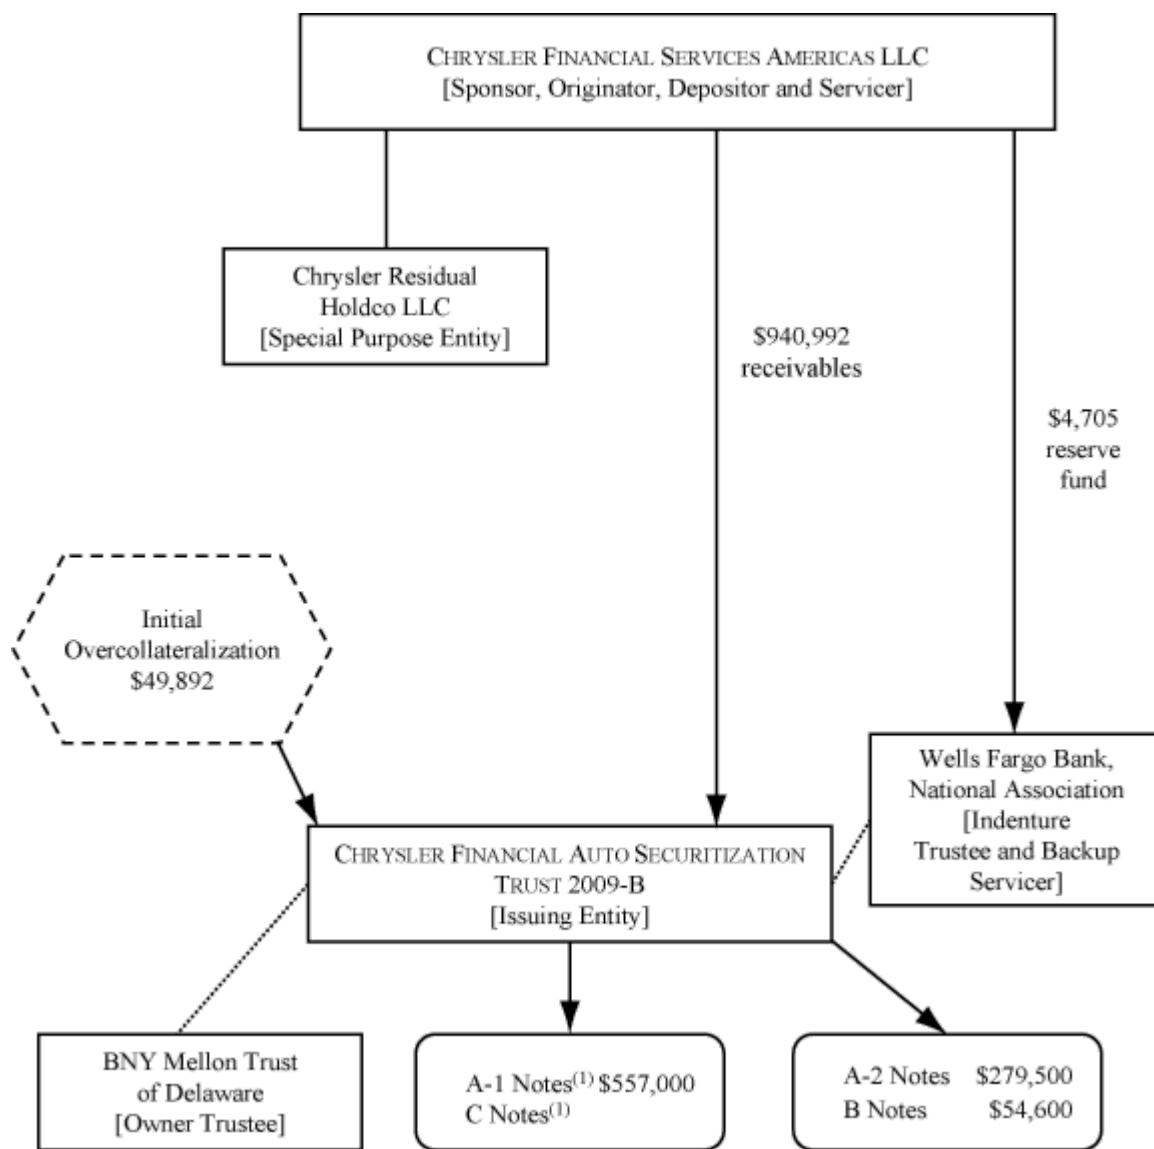 CHRYSLER FINANCIAL SERVICES AMERICAS LLC
[Sponsor, Originator, Depositor and Servicer]
Chrysler Residual
Holdco LLC
[Special Purpose Entity]
$940,992
receivables
$4,705
reserve
fund
Initial
Overcollateralization
$49,892
Wells Fargo Bank,
National Association
[Indenture
Trustee and Backup
Servicer]
CHRYSLER FINANCIAL AUTO SECURITIZATION
TRUST 2009-B
[Issuing Entity]
BNY Mellon Trust
of Delaware
[Owner Trustee]
A-1 Notes(1) $557,000
C Notes(1)
A-2 Notes $279,500
B Notes $54,600